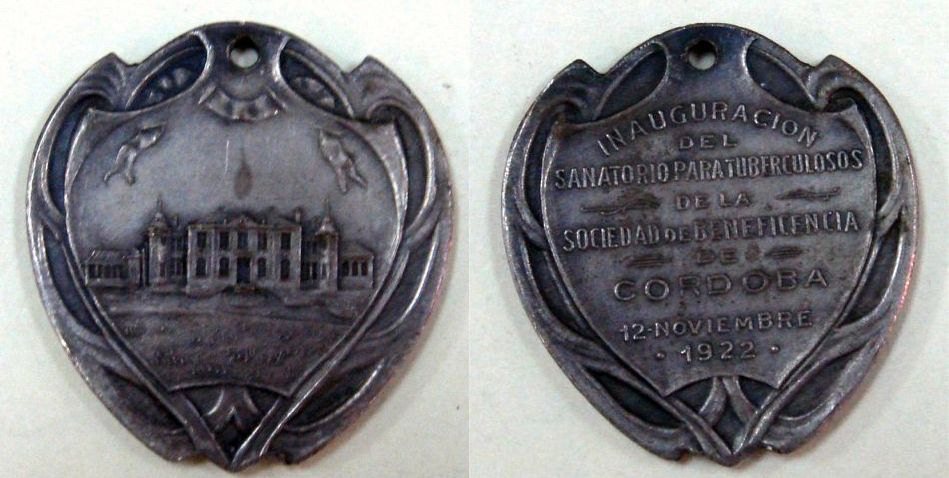 INAUGURACION
DEL
SANATORIO PARA TUBERCULOSOS
DE LA
SOCIEDAD DE BENEFICENCIA
DE
CORDOBA
12-NOVIEMBRE
· 1922 ·